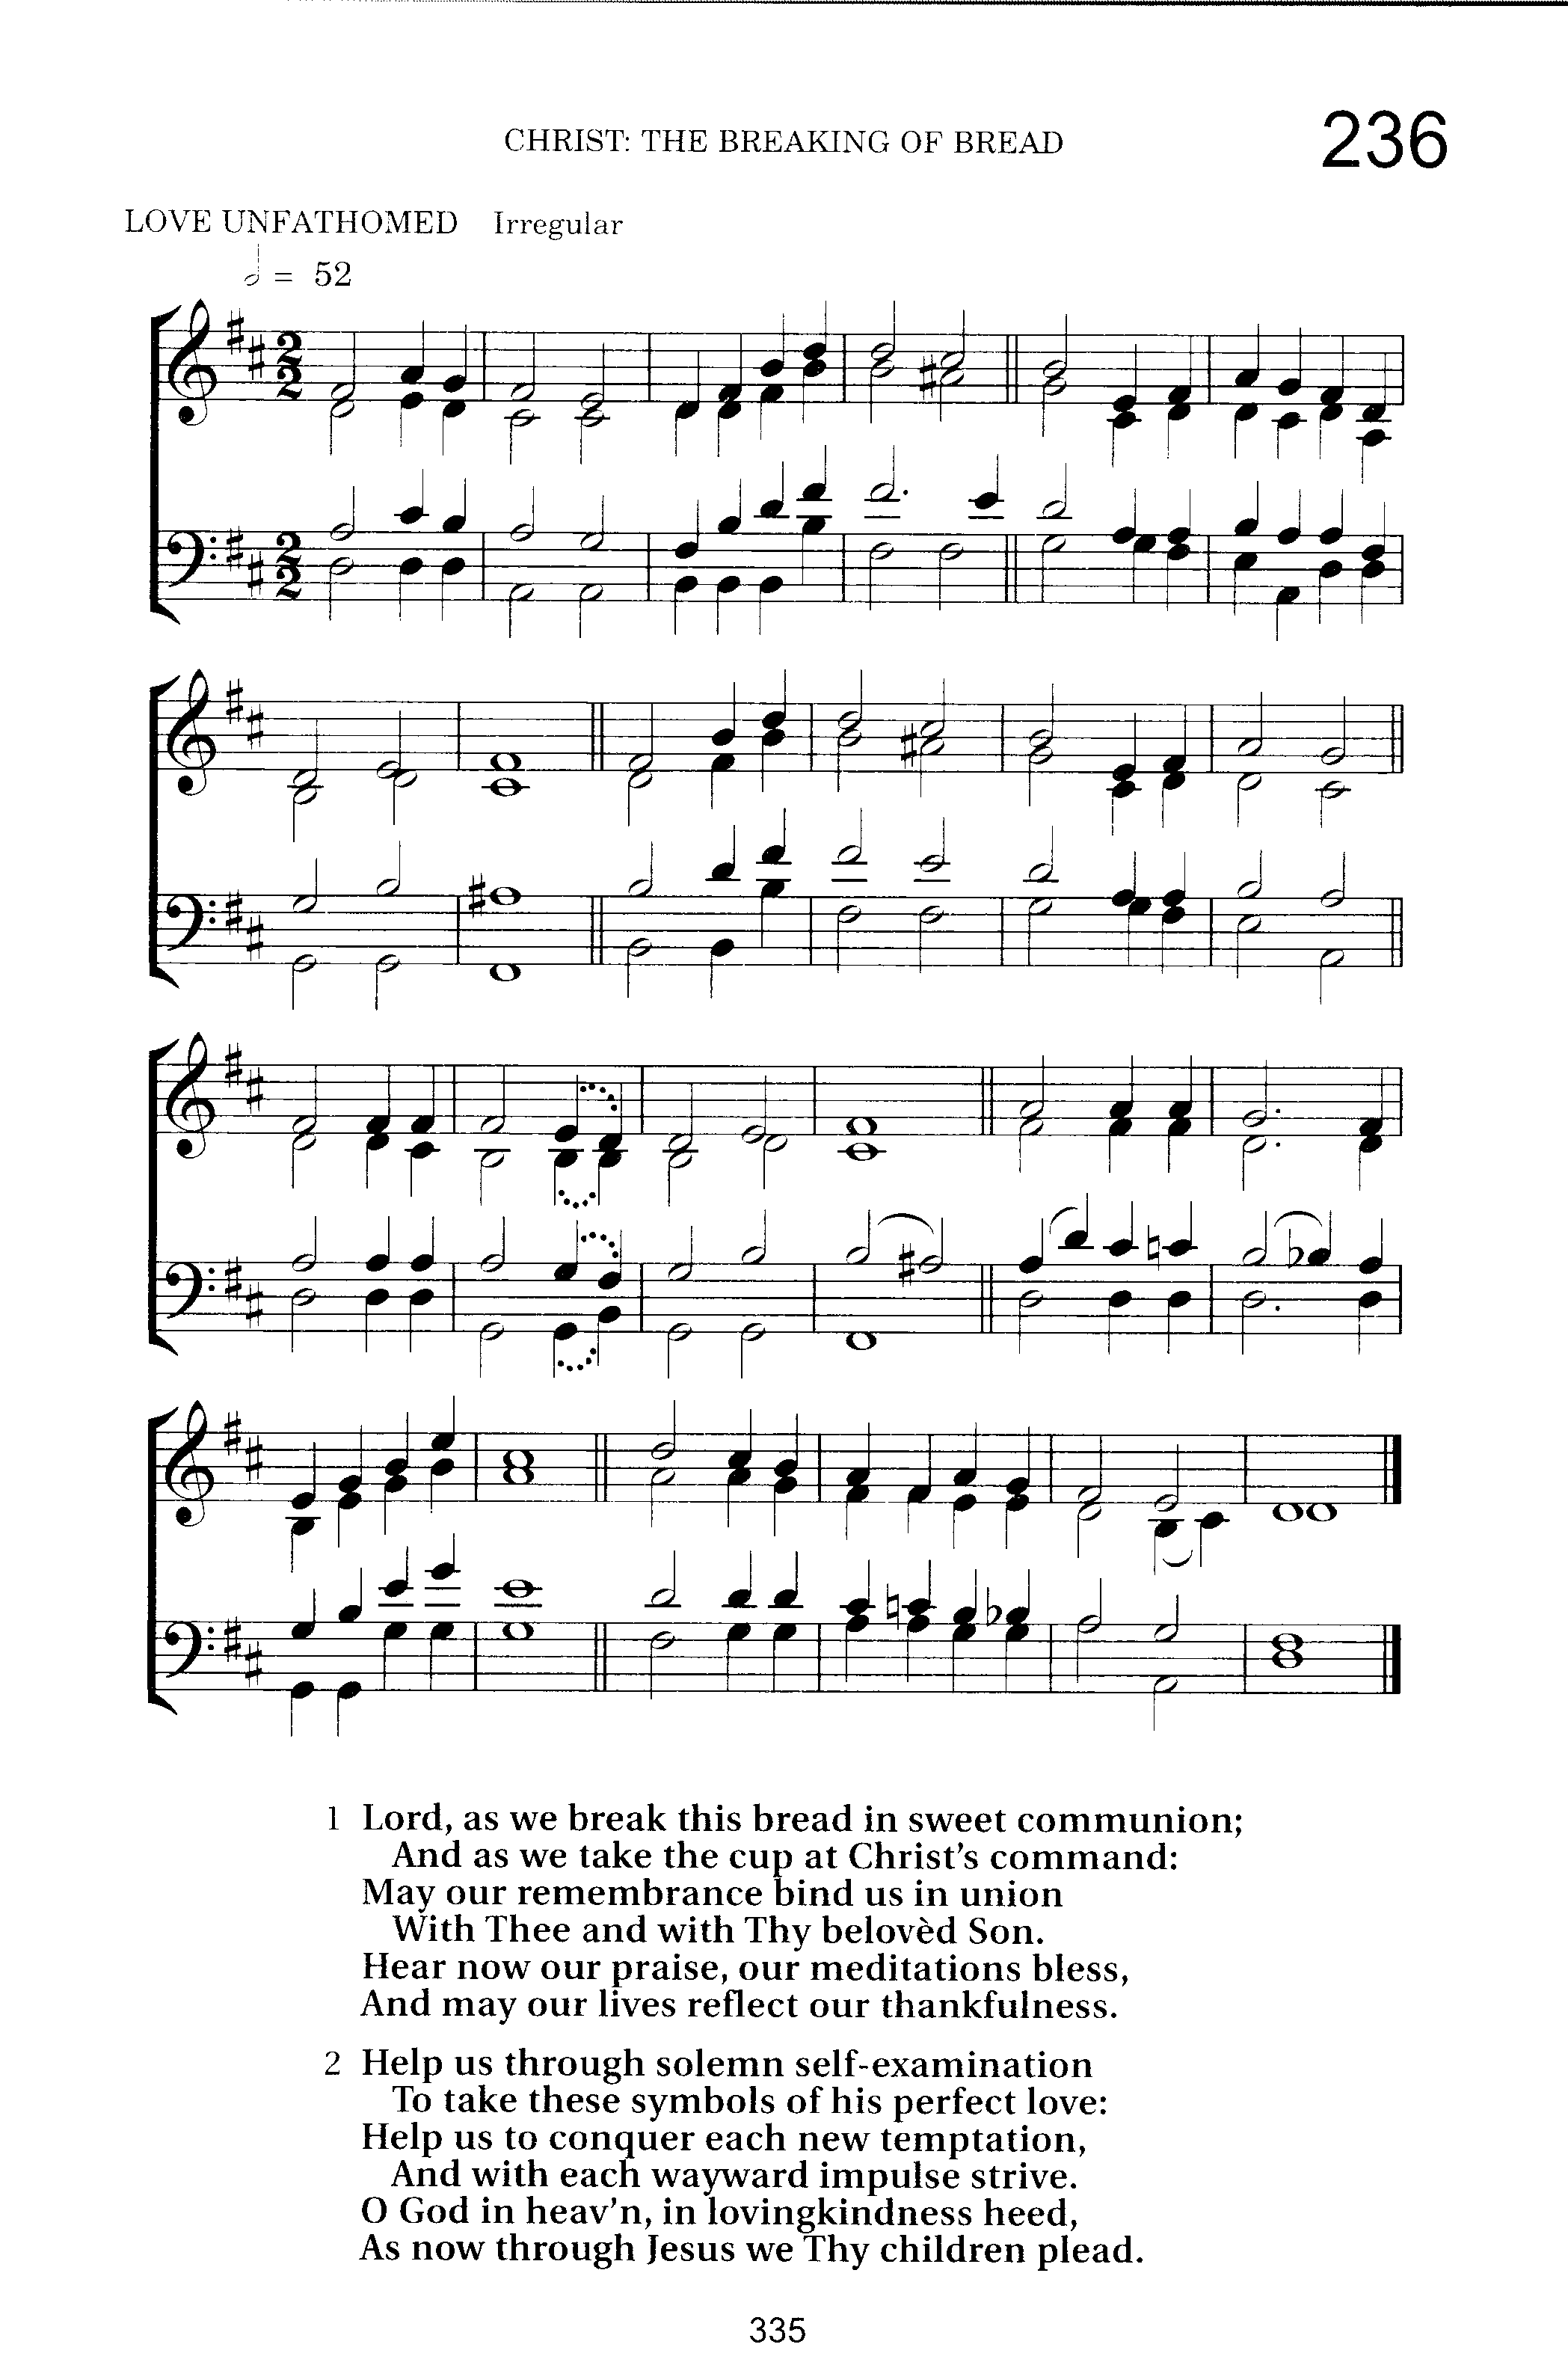 CHRIST: THE BREAKING OF BREAD
236
LOVE UNFATHOMED Irregular
𝅗𝅥 = 52
1 Lord, as we break this bread in sweet communion;
And as we take the cup at Christ's command:
May our remembrance bind us in union
With Thee and with Thy belovèd Son.
Hear now our praise, our meditations bless,
And may our lives reflect our thankfulness.
2 Help us through solemn self-examination
To take these symbols of his perfect love:
Help us to conquer each new temptation,
And with each wayward impulse strive.
O God in heav'n, in lovingkindness heed,
As now through Jesus we Thy children plead.
335